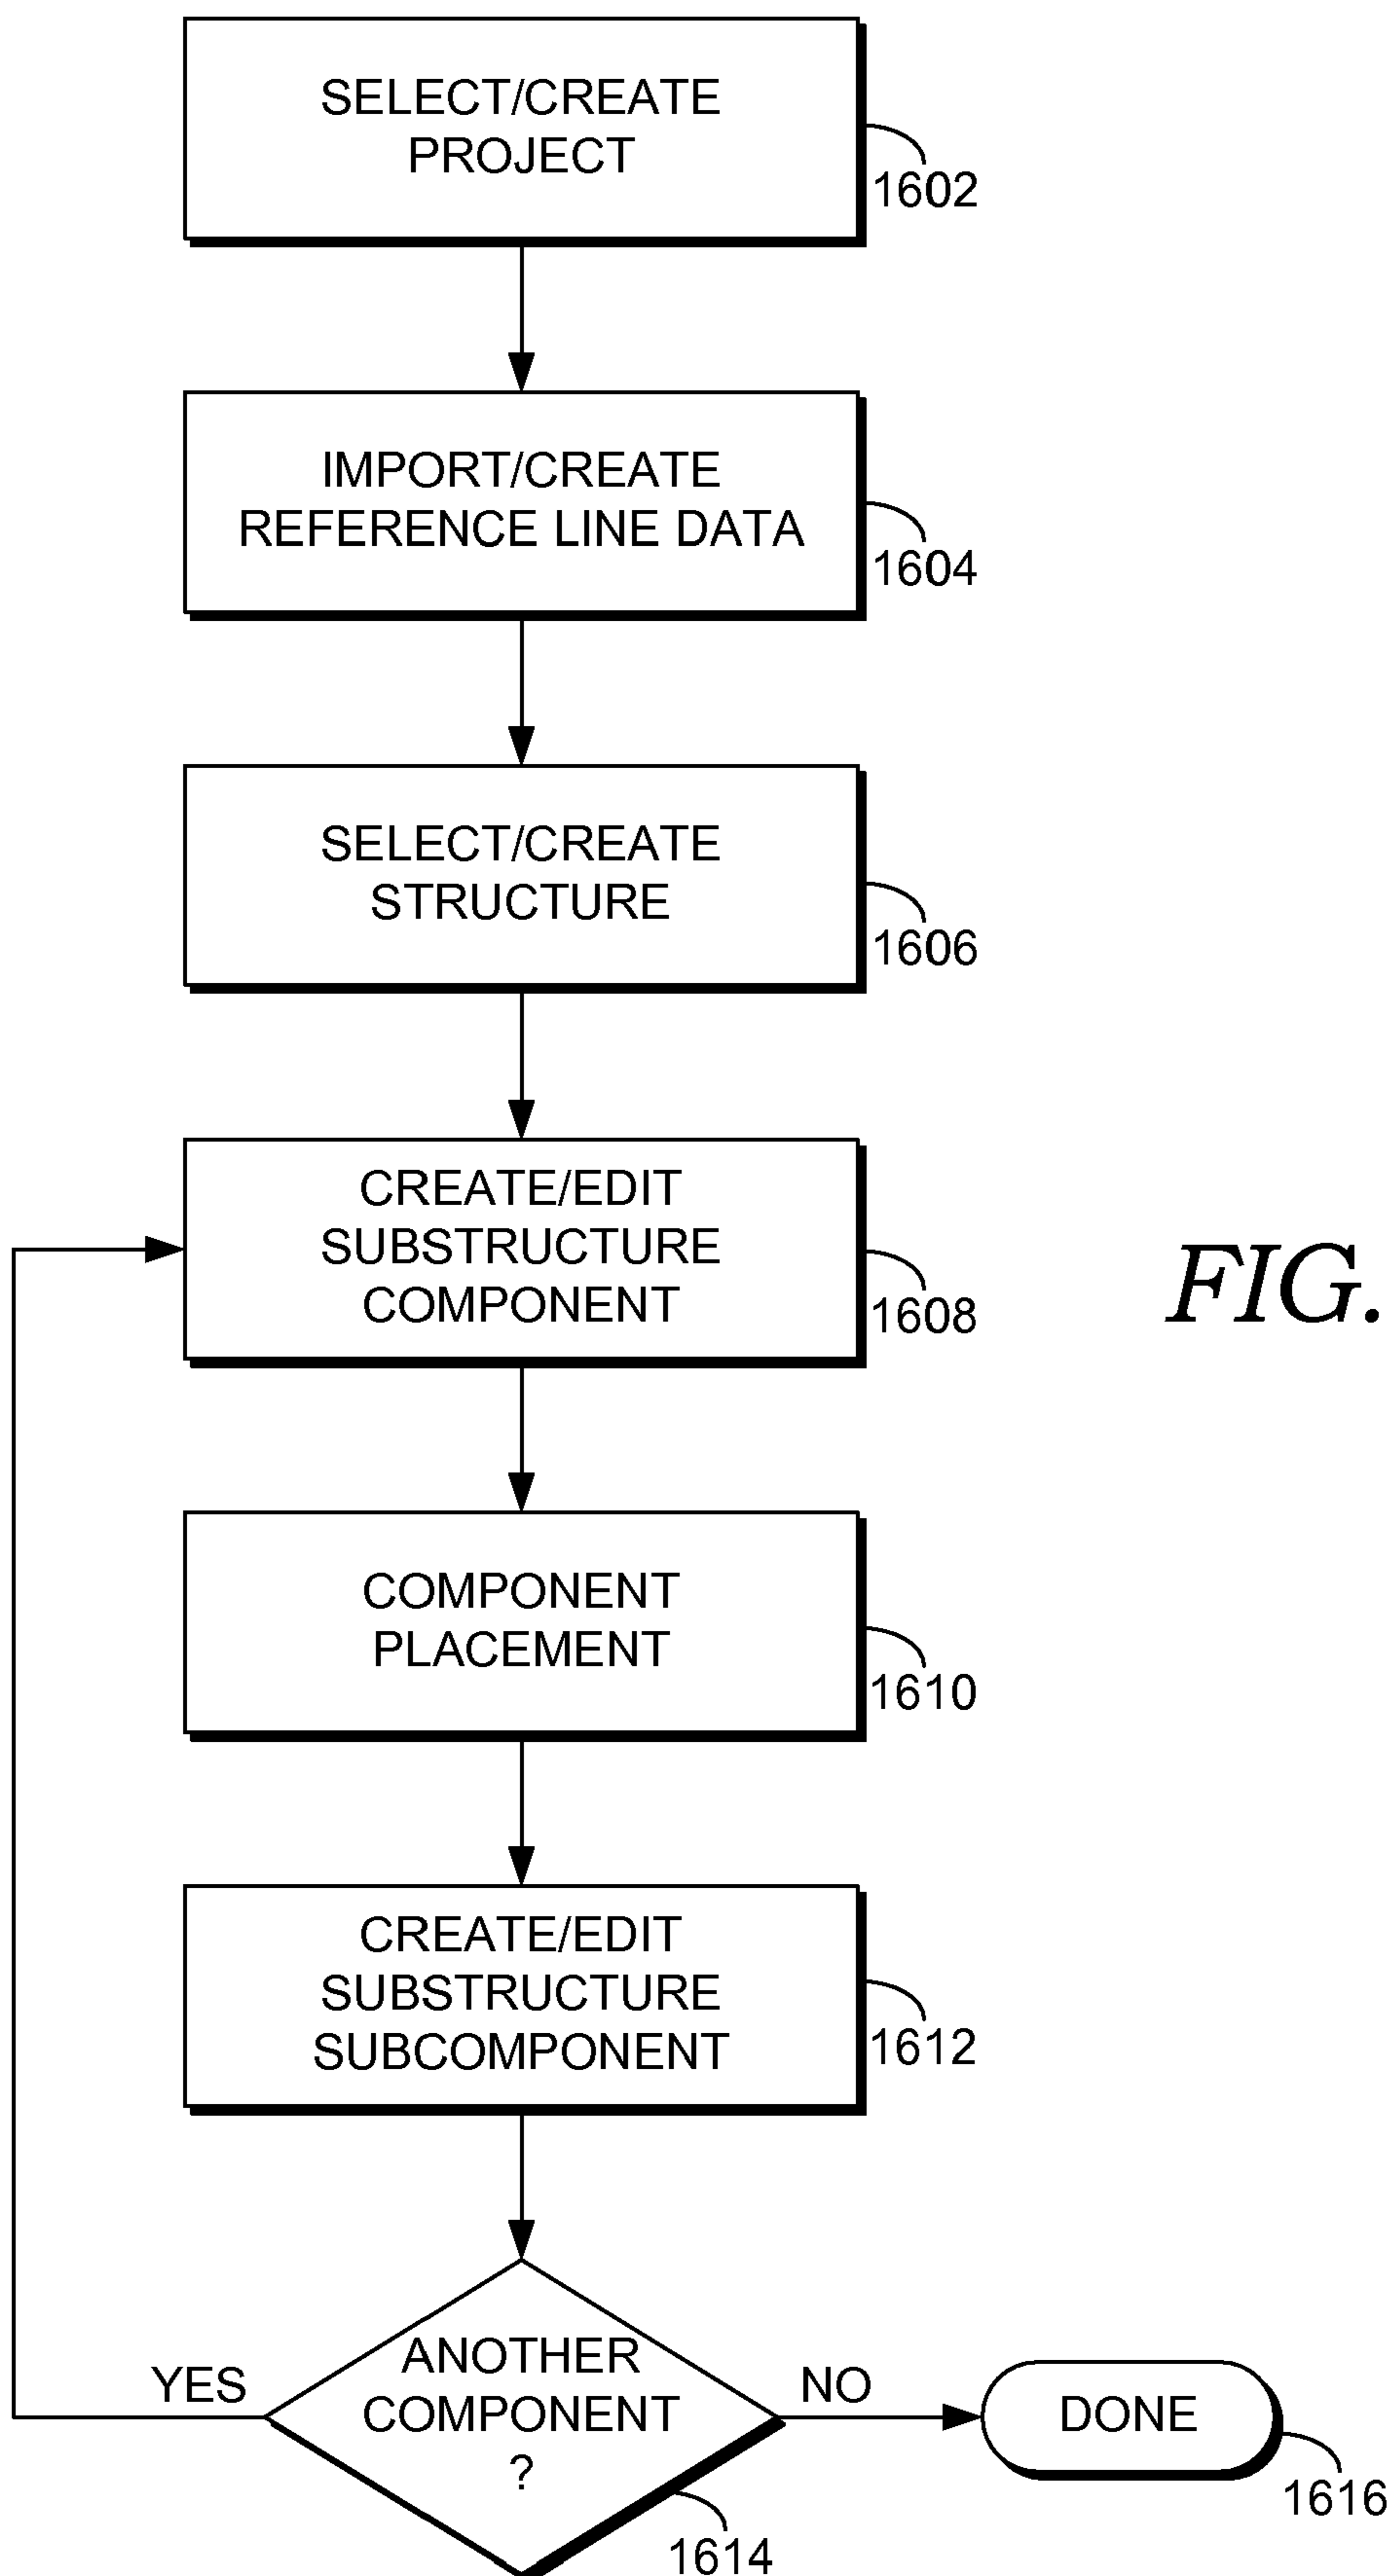 SELECT/CREATE
PROJECT
1602
IMPORT/CREATE
REFERENCE LINE DATA
1604
SELECT/CREATE
STRUCTURE
1606
CREATE/EDIT
SUBSTRUCTURE
COMPONENT
1608
FIG.
COMPONENT
PLACEMENT
1610
CREATE/EDIT
SUBSTRUCTURE
SUBCOMPONENT
1612
YES
ANOTHER
COMPONENT
?
1614
NO
DONE
1616